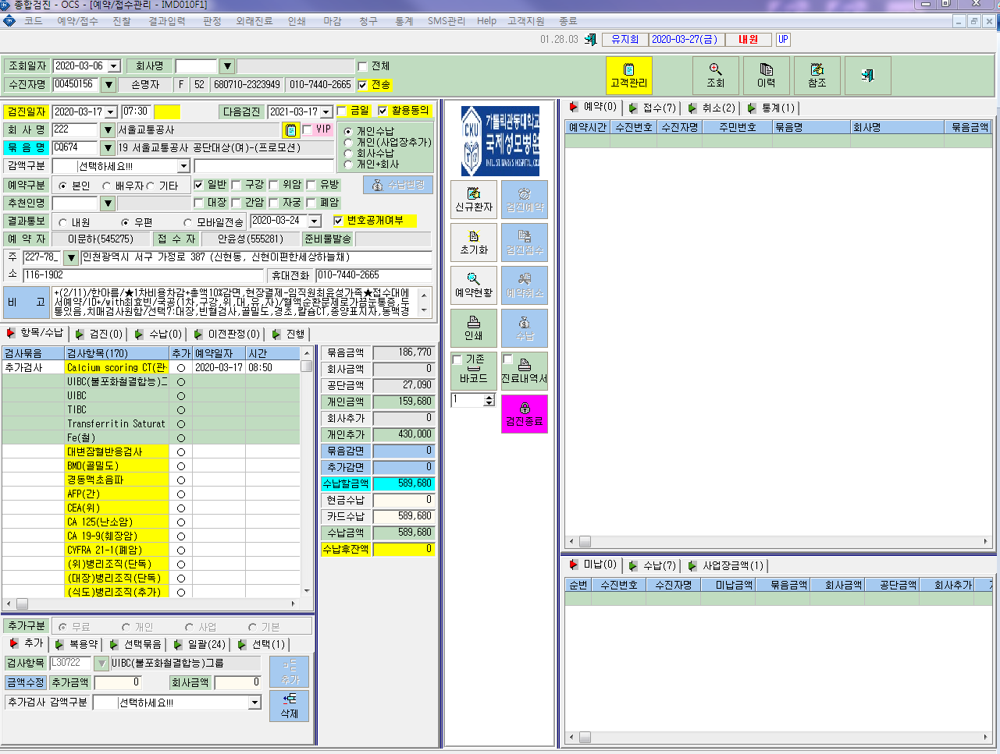 종합검진 - OCS - [예약/접수관리 - IMD010F1]
코드 예약/접수 진찰 결과입력 판정 외래진료 인쇄 마감 청구 통계 SMS관리 Help 고객지원 종료
01.28.03 유지희 2020-03-27(금) 내원 UP
조회일자 2020-03-06 회사명 전체
수진자명 00450156 손명자 F 52 680710-2323949 010-7440-2665 전송
고객관리 조회 이력 참조
검진일자 2020-03-17 07:30 다음검진 2021-03-17 금일 활용동의
회 사 명 222 서울교통공사 VIP
묶 음 명 CQ674 19 서울교통공사 공단대상(여)-(프로모션)
감액구분 선택하세요!!!
개인수납
개인(사업장추가)
회사수납
개인+회사
예약구분 본인 배우자 기타 일반 구강 위암 유방 수납변경
추천인명 대장 간암 자궁 폐암
결과통보 내원 우편 모바일전송 2020-03-24 번호공개여부
예 약 자 이문하(545275) 접 수 자 안윤성(555281) 준비물발송
주 소 227-78_ 인천광역시 서구 가정로 387 (신현동, 신현이편한세상하늘채)
116-1902 휴대전화 010-7440-2665
비 고
+(2/11)/한아름/★1차비용차감+총액10%감면,현장결제-임직원최윤성가족★접수대에
서예약/ID+/with최효빈/국공(1차,구강,위,대,유,자)/혈액순환문제로가끔눈통증,두
통있음,치매검사원함/선택7:대장,빈혈검사,골밀도,경초,칼슘CT,종양표지자,동맥경
항목/수납 검진(0) 수납(0) 이전판정(0) 진행
검사묶음 검사항목(170) 추가 예약일자 시간
추가검사 Calcium scoring CT(관- 2020-03-17 08:50
UIBC(불포화철결합능)그
UIBC
TIBC
Transferritin Saturat
Fe(철)
대변잠혈반응검사
BMD(골밀도)
경동맥초음파
AFP(간)
CEA(위)
CA 125(난소암)
CA 19-9(췌장암)
CYFRA 21-1(폐암)
(위)병리조직(단독)
(대장)병리조직(단독)
(식도)병리조직(추가)
묶음금액 186,770
회사금액 0
공단금액 27,090
개인금액 159,680
회사추가 0
개인추가 430,000
묶음감면 0
추가감면 0
수납할금액 589,680
현금수납 0
카드수납 589,680
수납금액 589,680
수납후잔액 0
추가구분 무료 개인 사업 기본
추가 복용약 선택묶음 일괄(24) 선택(1)
검사항목 L30722 UIBC(불포화철결합능)그룹 추가
금액수정 추가금액 0 회사금액 0
추가검사 감액구분 선택하세요!!! 삭제
CKU 가톨릭관동대학교
국제성모병원
INT'L ST. MARY'S HOSPITAL, CKU
신규환자 검진예약
초기화 검진접수
예약현황 예약취소
인쇄 수납
기존 바코드 진료내역서
1
검진종료
예약(0) 접수(7) 취소(2) 통계(1)
예약시간 수진번호 수진자명 주민번호 묶음명 회사명 묶음금액
미납(0) 수납(7) 사업장금액(1)
순번 수진번호 수진자명 미납금액 묶음금액 회사금액 공단금액 회사추가